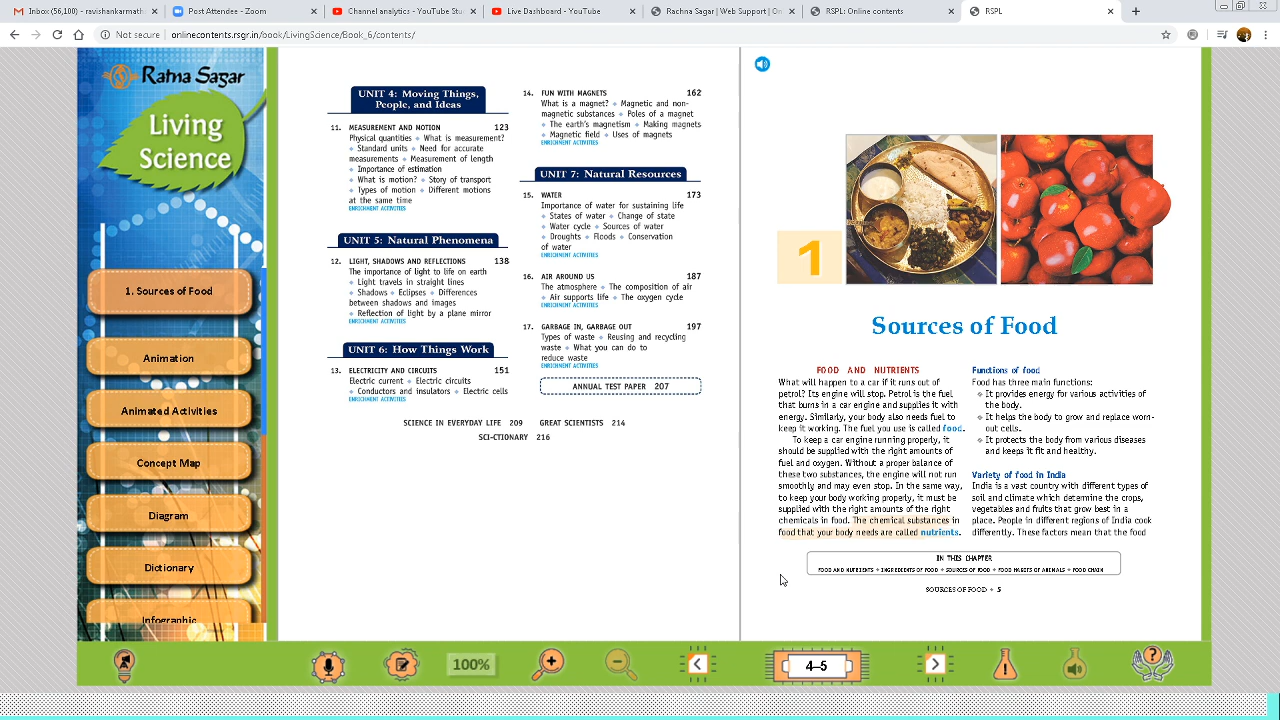 Inbox (56,100) - ravishankarmath
Post Attendee - Zoom
Channel analytics - YouTube Stu
Live Dashboard - YouTube
Rachna Sagar | Web Support | On
RSPL: Online Contents
RSPL
Not secure | onlinecontents.rsgr.in/book/LivingScience/Book_6/contents/
Ratna Sagar
Living
Science
1. Sources of Food
Animation
Animated Activities
Concept Map
Diagram
Dictionary
Infographic
UNIT 4: Moving Things,
People, and Ideas
11. MEASUREMENT AND MOTION 123
Physical quantities ◆ What is measurement?
◆ Standard units ◆ Need for accurate
measurements ◆ Measurement of length
◆ Importance of estimation
◆ What is motion? ◆ Story of transport
◆ Types of motion ◆ Different motions
at the same time
ENRICHMENT ACTIVITIES
UNIT 5: Natural Phenomena
12. LIGHT, SHADOWS AND REFLECTIONS 138
The importance of light to life on earth
◆ Light travels in straight lines
◆ Shadows ◆ Eclipses ◆ Differences
between shadows and images
◆ Reflection of light by a plane mirror
ENRICHMENT ACTIVITIES
UNIT 6: How Things Work
13. ELECTRICITY AND CIRCUITS 151
Electric current ◆ Electric circuits
◆ Conductors and insulators ◆ Electric cells
ENRICHMENT ACTIVITIES
14. FUN WITH MAGNETS 162
What is a magnet? ◆ Magnetic and non-
magnetic substances ◆ Poles of a magnet
◆ The earth's magnetism ◆ Making magnets
◆ Magnetic field ◆ Uses of magnets
ENRICHMENT ACTIVITIES
UNIT 7: Natural Resources
15. WATER 173
Importance of water for sustaining life
◆ States of water ◆ Change of state
◆ Water cycle ◆ Sources of water
◆ Droughts ◆ Floods ◆ Conservation
of water
ENRICHMENT ACTIVITIES
16. AIR AROUND US 187
The atmosphere ◆ The composition of air
◆ Air supports life ◆ The oxygen cycle
ENRICHMENT ACTIVITIES
17. GARBAGE IN, GARBAGE OUT 197
Types of waste ◆ Reusing and recycling
waste ◆ What you can do to
reduce waste
ENRICHMENT ACTIVITIES
ANNUAL TEST PAPER 207
SCIENCE IN EVERYDAY LIFE 209 GREAT SCIENTISTS 214
SCI-CTIONARY 216
1
Sources of Food
FOOD AND NUTRIENTS
What will happen to a car if it runs out of
petrol? Its engine will stop. Petrol is the fuel
that burns in a car engine and supplies it with
energy. Similarly, your body also needs fuel to
keep it working. The fuel you use is called food.
To keep a car engine running properly, it
should be supplied with the right amounts of
fuel and oxygen. Without a proper balance of
these two substances, the engine will not run
smoothly and may even stop. In the same way,
to keep your body working properly, it must be
supplied with the right amounts of the right
chemicals in food. The chemical substances in
food that your body needs are called nutrients.
Functions of food
Food has three main functions:
❖ It provides energy for various activities of
the body.
❖ It helps the body to grow and replace worn-
out cells.
❖ It protects the body from various diseases
and keeps it fit and healthy.
Variety of food in India
India is a vast country with different types of
soil and climate which determine the crops,
vegetables and fruits that grow best in a
place. People in different regions of India cook
differently. These factors mean that the food
IN THIS CHAPTER
FOOD AND NUTRIENTS ◆ INGREDIENTS OF FOOD ◆ SOURCES OF FOOD ◆ FOOD HABITS OF ANIMALS ◆ FOOD CHAIN
SOURCES OF FOOD ◆ 5
100%
4–5